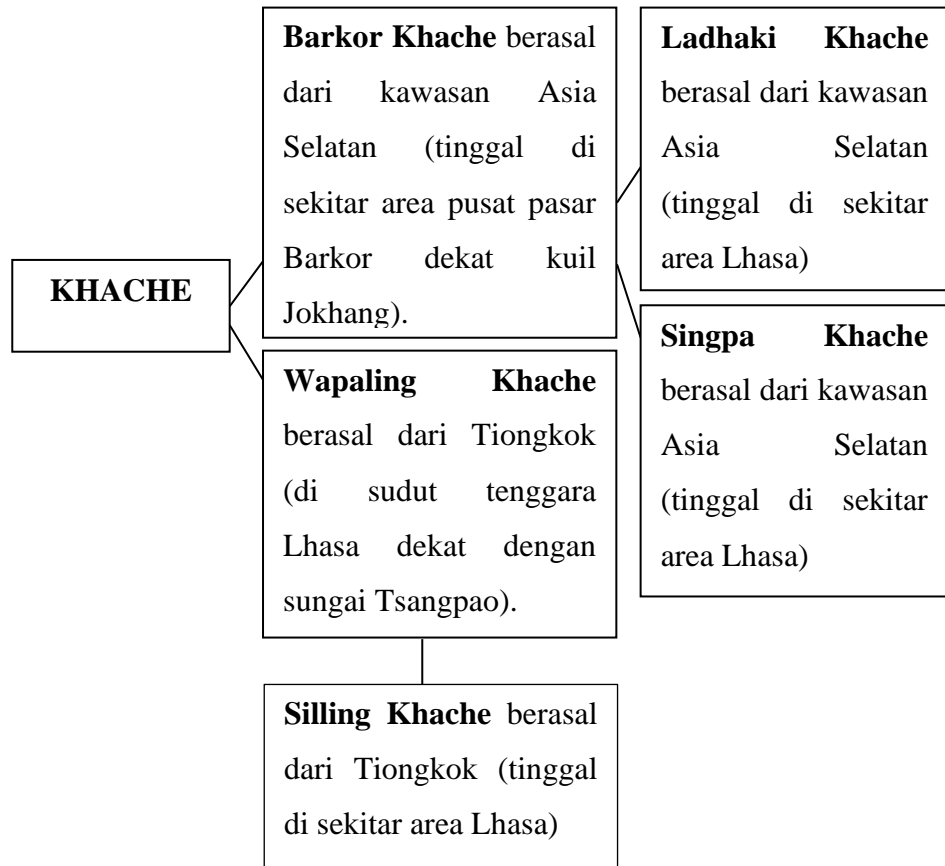 KHACHE
Barkor Khache berasal
dari kawasan Asia
Selatan (tinggal di
sekitar area pusat pasar
Barkor dekat kuil
Jokhang).
Wapaling Khache
berasal dari Tiongkok
(di sudut tenggara
Lhasa dekat dengan
sungai Tsangpao).
Silling Khache berasal
dari Tiongkok (tinggal
di sekitar area Lhasa)
Ladhaki Khache
berasal dari kawasan
Asia Selatan
(tinggal di sekitar
area Lhasa)
Singpa Khache
berasal dari kawasan
Asia Selatan
(tinggal di sekitar
area Lhasa)